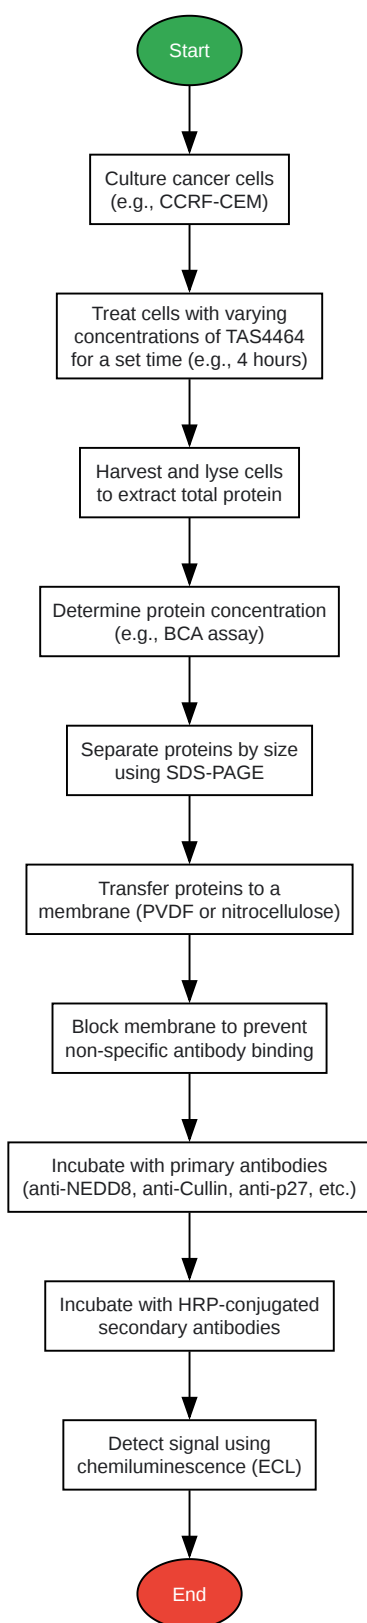 Start
Culture cancer cells
(e.g., CCRF-CEM)
Treat cells with varying
concentrations of TAS4464
for a set time (e.g., 4 hours)
Harvest and lyse cells
to extract total protein
Determine protein concentration
(e.g., BCA assay)
Separate proteins by size
using SDS-PAGE
Transfer proteins to a
membrane (PVDF or nitrocellulose)
Block membrane to prevent
non-specific antibody binding
Incubate with primary antibodies
(anti-NEDD8, anti-Cullin, anti-p27, etc.)
Incubate with HRP-conjugated
secondary antibodies
Detect signal using
chemiluminescence (ECL)
End